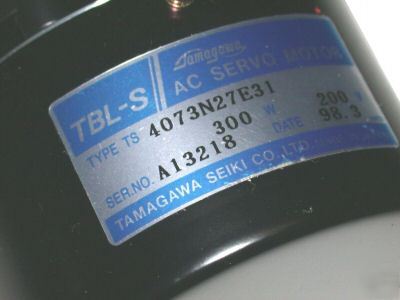 TBL-S Tamagawa
AC SERVO MOTOR
TYPE TS 4073N27E31
300 W 200 V
SER.NO. A13218 DATE 98.3
TAMAGAWA SEIKI CO., LTD.